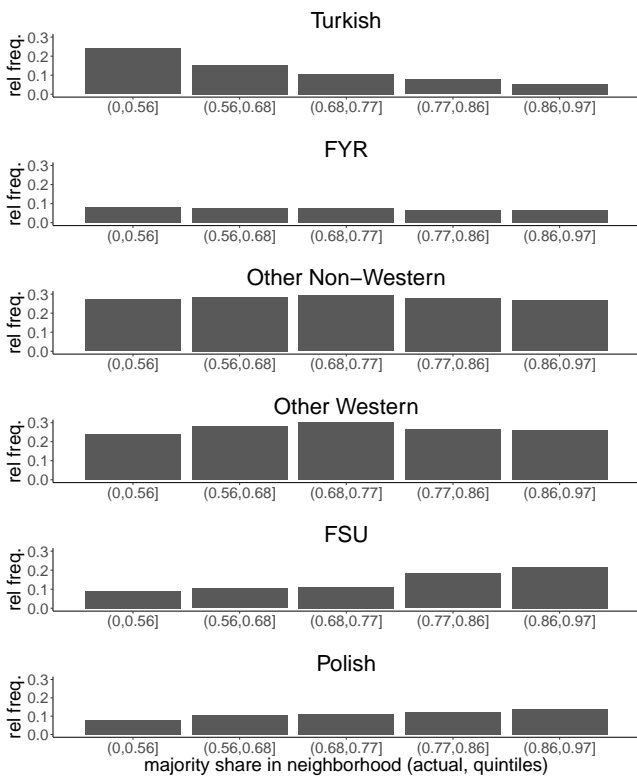 Turkish
rel freq.
0.3
0.2
0.1
0.0
(0,0.56] (0.56,0.68] (0.68,0.77] (0.77,0.86] (0.86,0.97]
FYR
rel freq.
0.3
0.2
0.1
0.0
(0,0.56] (0.56,0.68] (0.68,0.77] (0.77,0.86] (0.86,0.97]
Other Non−Western
rel freq.
0.3
0.2
0.1
0.0
(0,0.56] (0.56,0.68] (0.68,0.77] (0.77,0.86] (0.86,0.97]
Other Western
rel freq.
0.3
0.2
0.1
0.0
(0,0.56] (0.56,0.68] (0.68,0.77] (0.77,0.86] (0.86,0.97]
FSU
rel freq.
0.3
0.2
0.1
0.0
(0,0.56] (0.56,0.68] (0.68,0.77] (0.77,0.86] (0.86,0.97]
Polish
rel freq.
0.3
0.2
0.1
0.0
(0,0.56] (0.56,0.68] (0.68,0.77] (0.77,0.86] (0.86,0.97]
majority share in neighborhood (actual, quintiles)